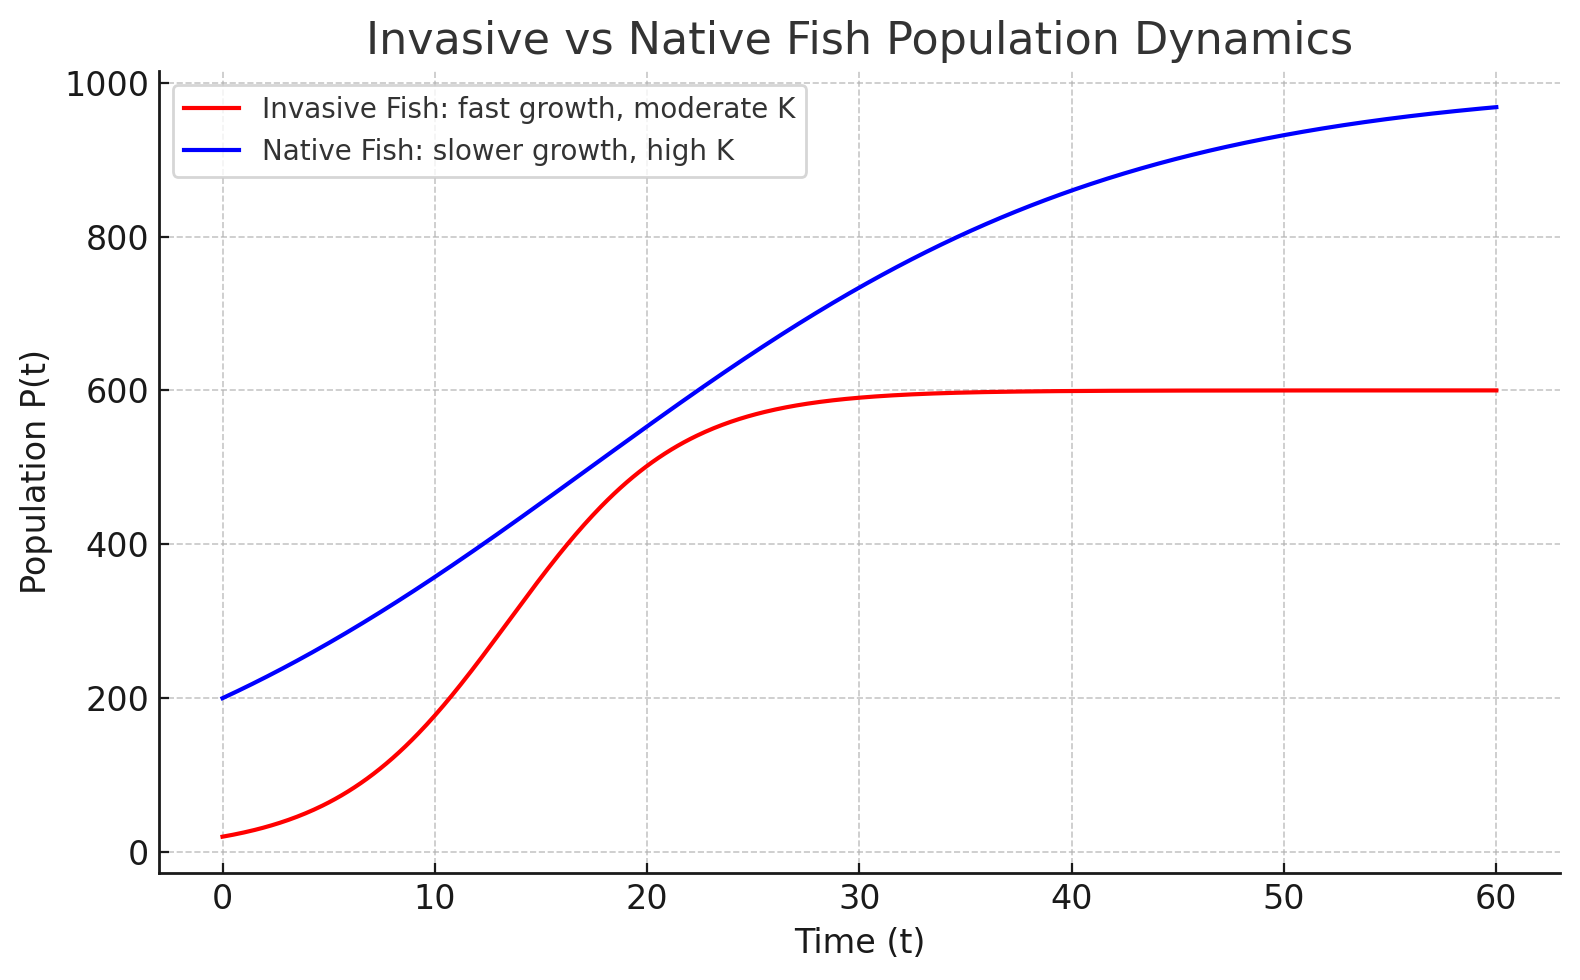 Invasive vs Native Fish Population Dynamics
1000
800
600
400
200
0
Population P(t)
Invasive Fish: fast growth, moderate K
Native Fish: slower growth, high K
0 10 20 30 40 50 60
Time (t)